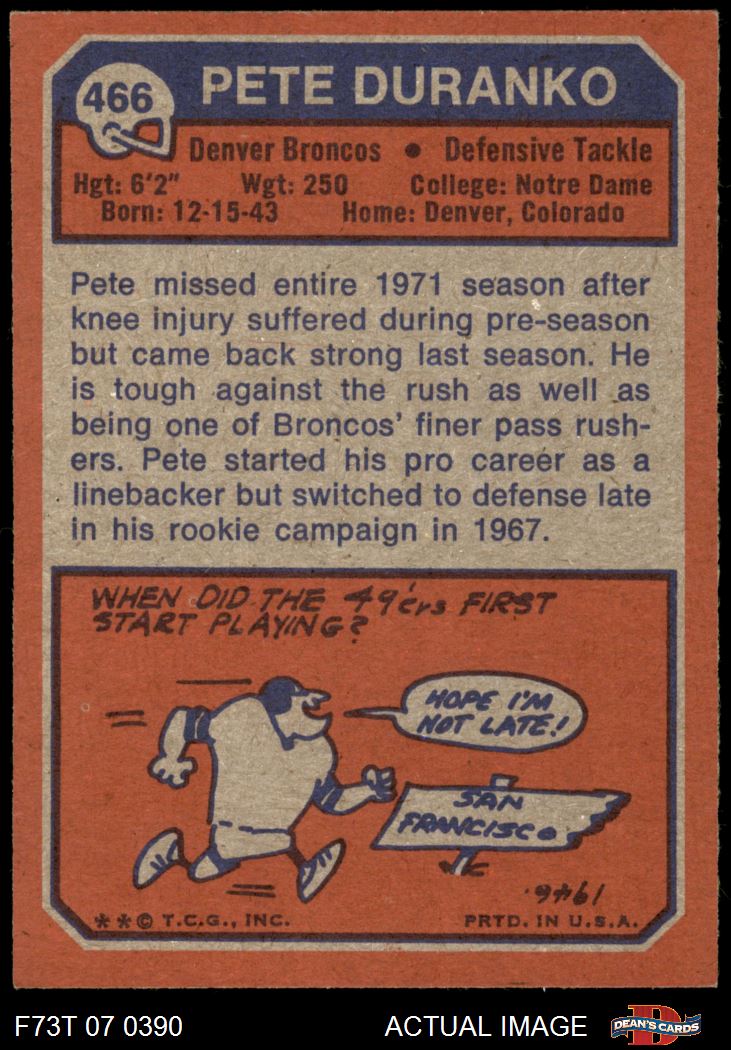 466
PETE DURANKO
Denver Broncos • Defensive Tackle
Hgt: 6'2" Wgt: 250 College: Notre Dame
Born: 12-15-43 Home: Denver, Colorado
Pete missed entire 1971 season after
knee injury suffered during pre-season
but came back strong last season. He
is tough against the rush as well as
being one of Broncos' finer pass rush-
ers. Pete started his pro career as a
linebacker but switched to defense late
in his rookie campaign in 1967.
WHEN DID THE 49'ers FIRST
START PLAYING?
HOPE I'M
NOT LATE!
SAN
FRANCISCO
1946.
**© T.C.G., INC. PRTD. IN U.S.A.
F73T 07 0390 ACTUAL IMAGE
D
DEAN'S CARDS